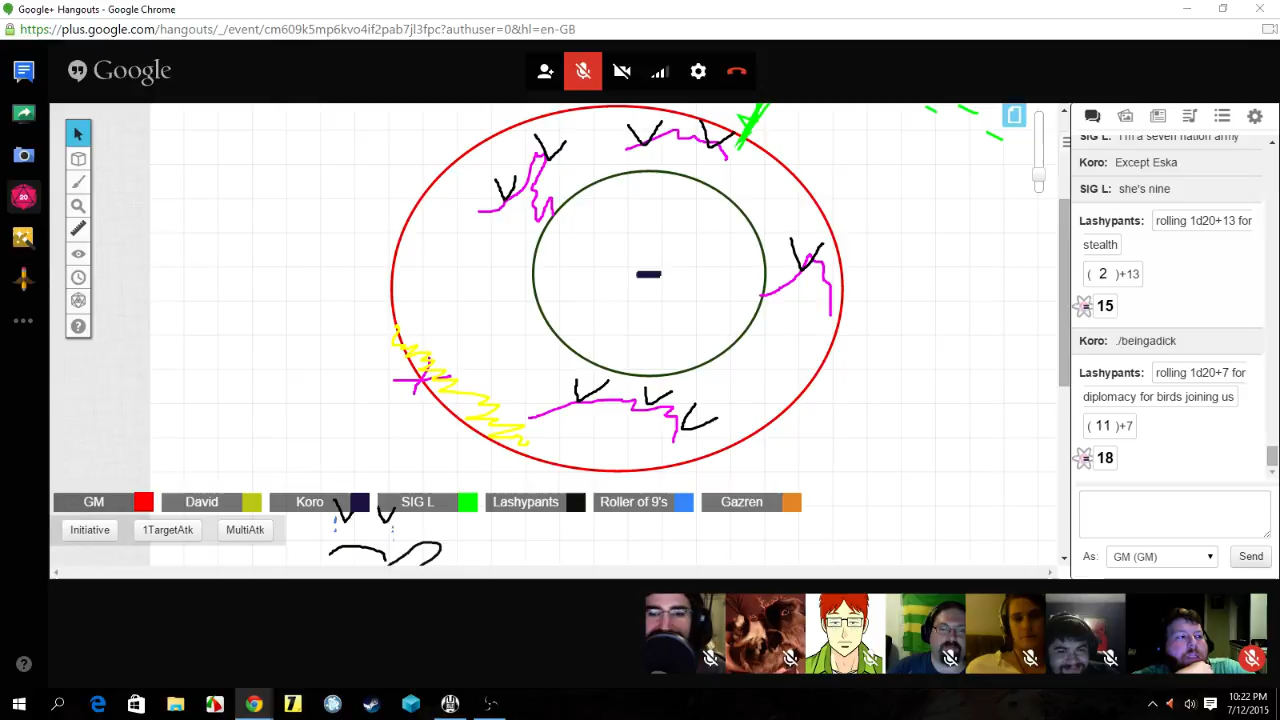 Google+ Hangouts - Google Chrome
https://plus.google.com/hangouts/_/event/cm609k5mp6kvo4if2pab7jl3fpc?authuser=0&hl=en-GB
Google
SIG L: I'm a seven nation army
Koro: Except Eska
SIG L: she's nine
Lashypants: rolling 1d20+13 for
stealth
( 2 )+13
= 15
Koro: ./beingadick
Lashypants: rolling 1d20+7 for
diplomacy for birds joining us
( 11 )+7
= 18
20
GM
David
Koro
SIG L
Lashypants
Roller of 9's
Gazren
Initiative
1TargetAtk
MultiAtk
As: GM (GM)
Send
10:22 PM
7/12/2015